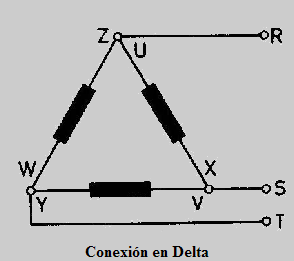 Z U R
W X
Y V S
T
Conexión en Delta